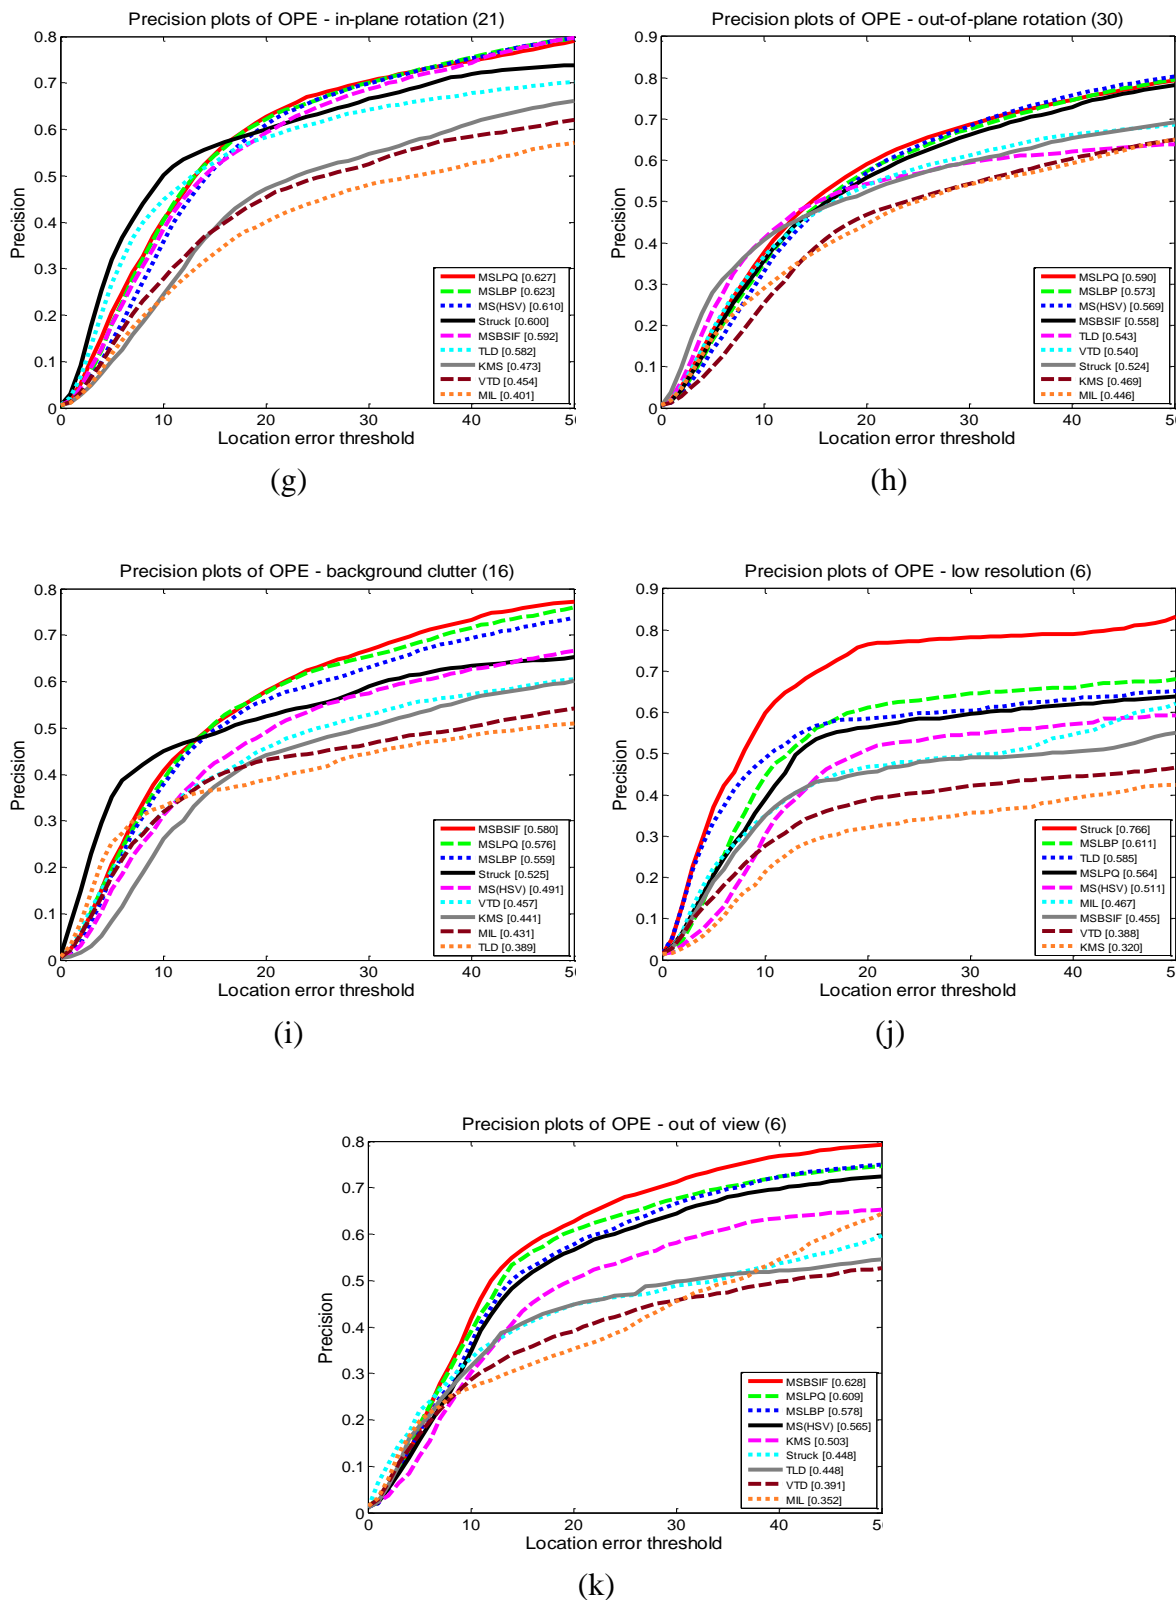 Precision plots of OPE - in-plane rotation (21)
Precision
0.8
0.7
0.6
0.5
0.4
0.3
0.2
0.1
0
MSLPQ [0.627]
MSLBP [0.623]
MS(HSV) [0.610]
Struck [0.600]
MSBSIF [0.592]
TLD [0.582]
KMS [0.473]
VTD [0.454]
MIL [0.401]
0 10 20 30 40 50
Location error threshold
(g)
Precision plots of OPE - out-of-plane rotation (30)
Precision
0.9
0.8
0.7
0.6
0.5
0.4
0.3
0.2
0.1
0
MSLPQ [0.590]
MSLBP [0.573]
MS(HSV) [0.569]
MSBSIF [0.558]
TLD [0.543]
VTD [0.540]
Struck [0.524]
KMS [0.469]
MIL [0.446]
0 10 20 30 40 50
Location error threshold
(h)
Precision plots of OPE - background clutter (16)
Precision
0.8
0.7
0.6
0.5
0.4
0.3
0.2
0.1
0
MSBSIF [0.580]
MSLPQ [0.576]
MSLBP [0.559]
Struck [0.525]
MS(HSV) [0.491]
VTD [0.457]
KMS [0.441]
MIL [0.431]
TLD [0.389]
0 10 20 30 40 50
Location error threshold
(i)
Precision plots of OPE - low resolution (6)
Precision
0.9
0.8
0.7
0.6
0.5
0.4
0.3
0.2
0.1
0
Struck [0.766]
MSLBP [0.611]
TLD [0.585]
MSLPQ [0.564]
MS(HSV) [0.511]
MIL [0.467]
MSBSIF [0.455]
VTD [0.388]
KMS [0.320]
0 10 20 30 40 50
Location error threshold
(j)
Precision plots of OPE - out of view (6)
Precision
0.8
0.7
0.6
0.5
0.4
0.3
0.2
0.1
0
MSBSIF [0.628]
MSLPQ [0.609]
MSLBP [0.578]
MS(HSV) [0.565]
KMS [0.503]
Struck [0.448]
TLD [0.448]
VTD [0.391]
MIL [0.352]
0 10 20 30 40 50
Location error threshold
(k)